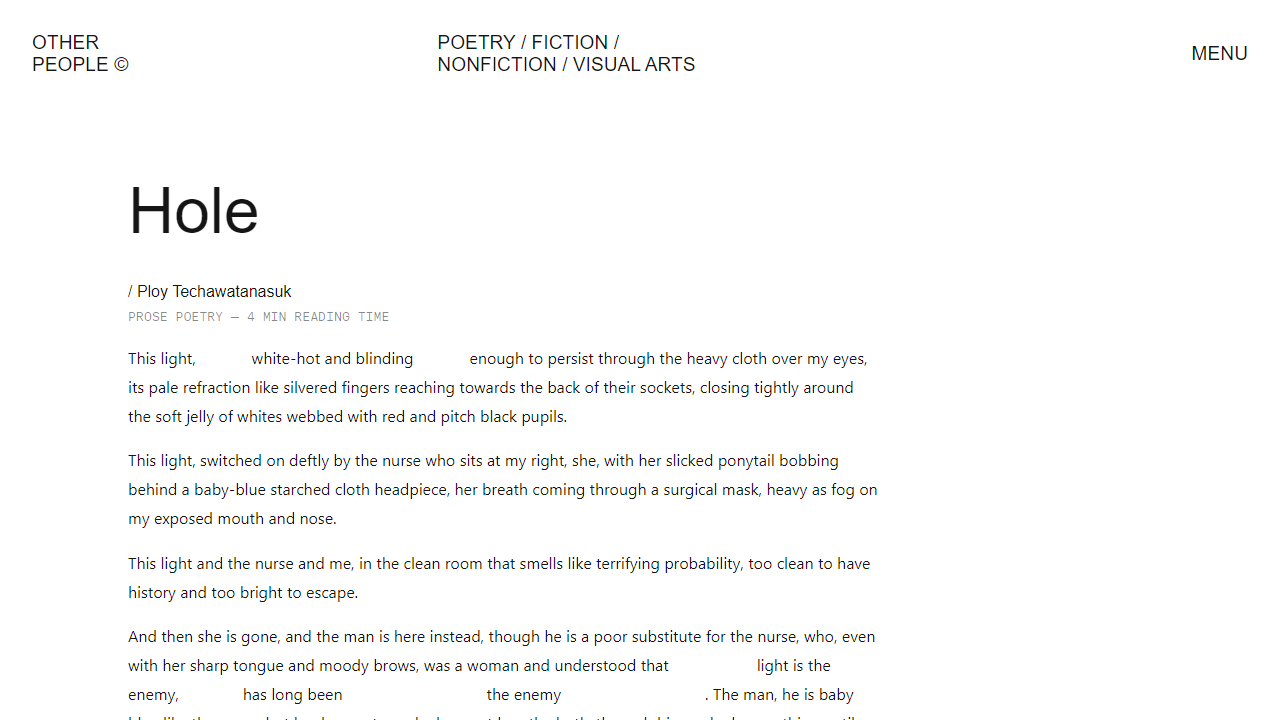 OTHER
PEOPLE ©
POETRY / FICTION /
NONFICTION / VISUAL ARTS
MENU
Hole
/ Ploy Techawatanasuk
PROSE POETRY — 4 MIN READING TIME
This light, white-hot and blinding enough to persist through the heavy cloth over my eyes,
its pale refraction like silvered fingers reaching towards the back of their sockets, closing tightly around
the soft jelly of whites webbed with red and pitch black pupils.
This light, switched on deftly by the nurse who sits at my right, she, with her slicked ponytail bobbing
behind a baby-blue starched cloth headpiece, her breath coming through a surgical mask, heavy as fog on
my exposed mouth and nose.
This light and the nurse and me, in the clean room that smells like terrifying probability, too clean to have
history and too bright to escape.
And then she is gone, and the man is here instead, though he is a poor substitute for the nurse, who, even
with her sharp tongue and moody brows, was a woman and understood that light is the
enemy, has long been the enemy . The man, he is baby